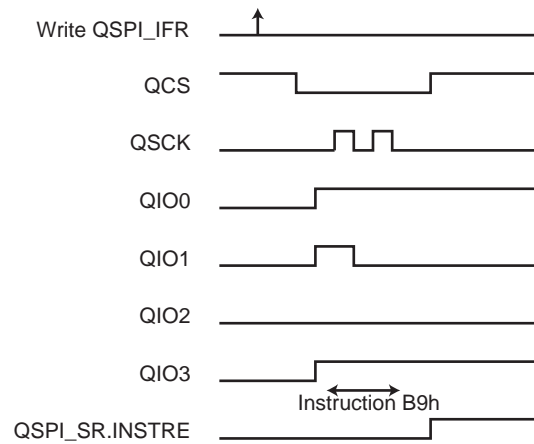 Write QSPI_IFR
QCS
QSCK
QIO0
QIO1
QIO2
QIO3
Instruction B9h
QSPI_SR.INSTRE